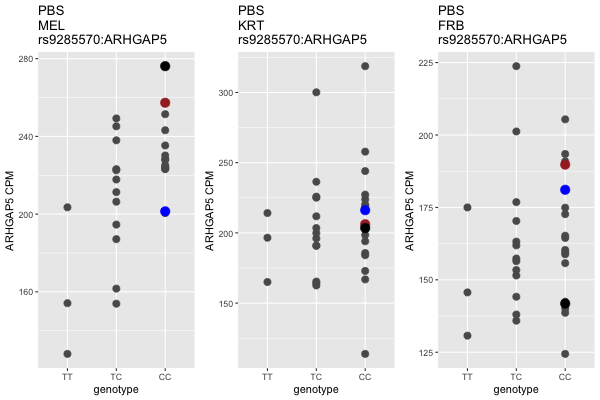 PBS
MEL
rs9285570:ARHGAP5
280
240
200
160
ARHGAP5 CPM
TT
TC
CC
genotype
PBS
KRT
rs9285570:ARHGAP5
300
250
200
150
ARHGAP5 CPM
TT
TC
CC
genotype
PBS
FRB
rs9285570:ARHGAP5
225
200
175
150
125
ARHGAP5 CPM
TT
TC
CC
genotype